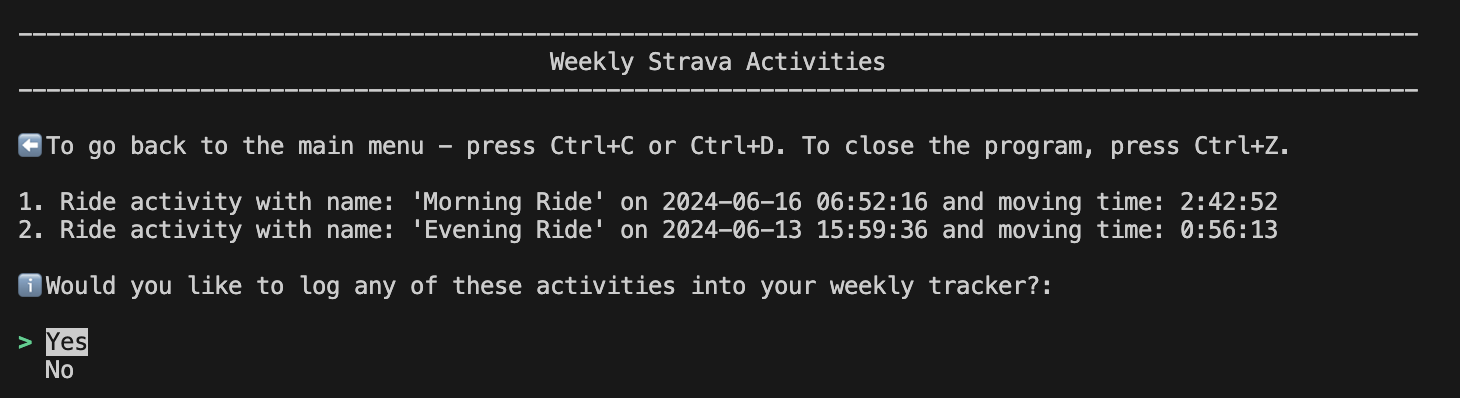 ----------------------------------------------------------------------------------------------------
Weekly Strava Activities
----------------------------------------------------------------------------------------------------
⬅️To go back to the main menu - press Ctrl+C or Ctrl+D. To close the program, press Ctrl+Z.
1. Ride activity with name: 'Morning Ride' on 2024-06-16 06:52:16 and moving time: 2:42:52
2. Ride activity with name: 'Evening Ride' on 2024-06-13 15:59:36 and moving time: 0:56:13
ℹ️Would you like to log any of these activities into your weekly tracker?:
> Yes
No